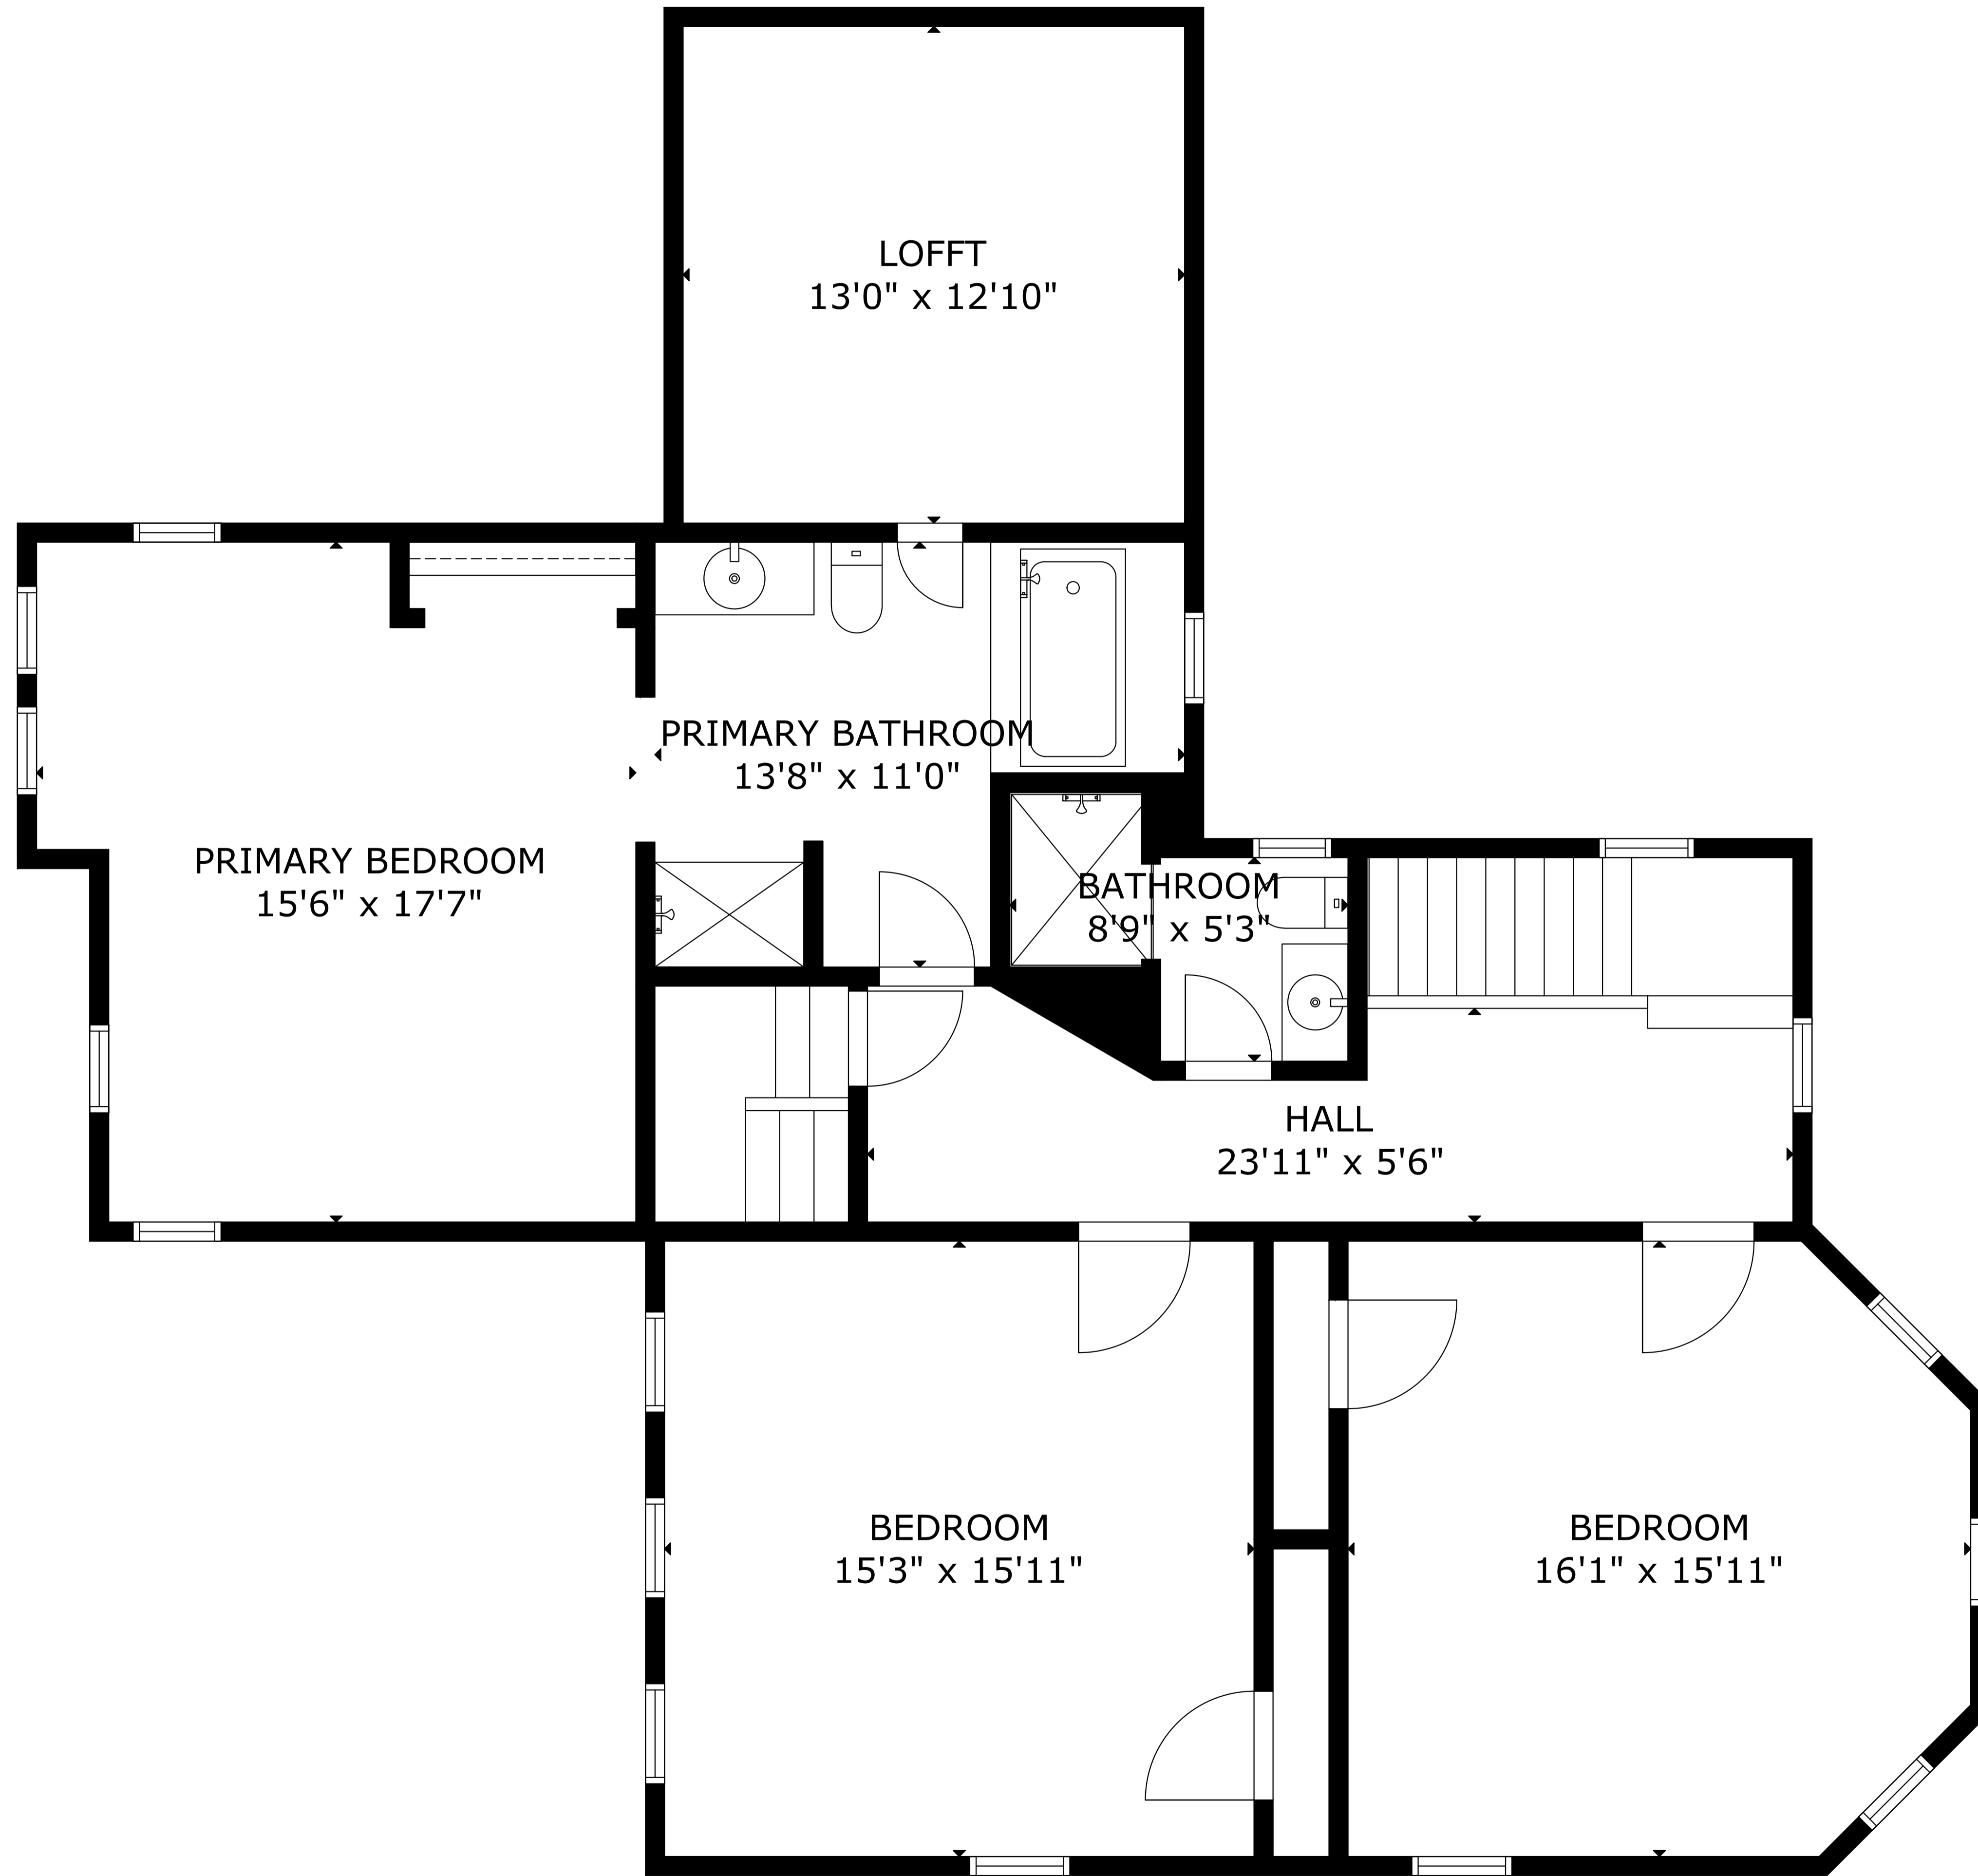 LOFFT
13'0" x 12'10"
PRIMARY BATHROOM
13'8" x 11'0"
PRIMARY BEDROOM
15'6" x 17'7"
BATHROOM
8'9" x 5'3"
HALL
23'11" x 5'6"
BEDROOM
15'3" x 15'11"
BEDROOM
16'1" x 15'11"